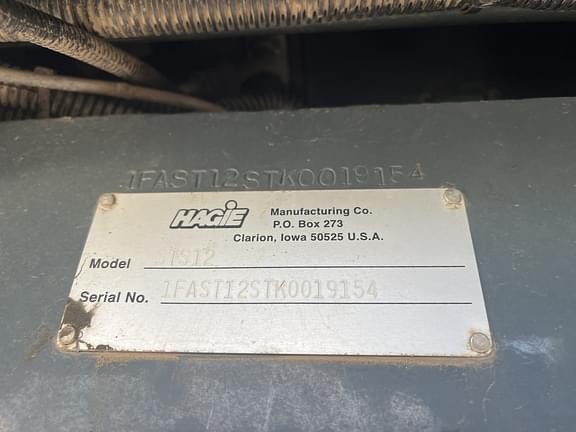 1FAST12STK0019154
HAGIE Manufacturing Co.
P.O. Box 273
Clarion, Iowa 50525 U.S.A.
Model STS12
Serial No. 1FAST12STK0019154